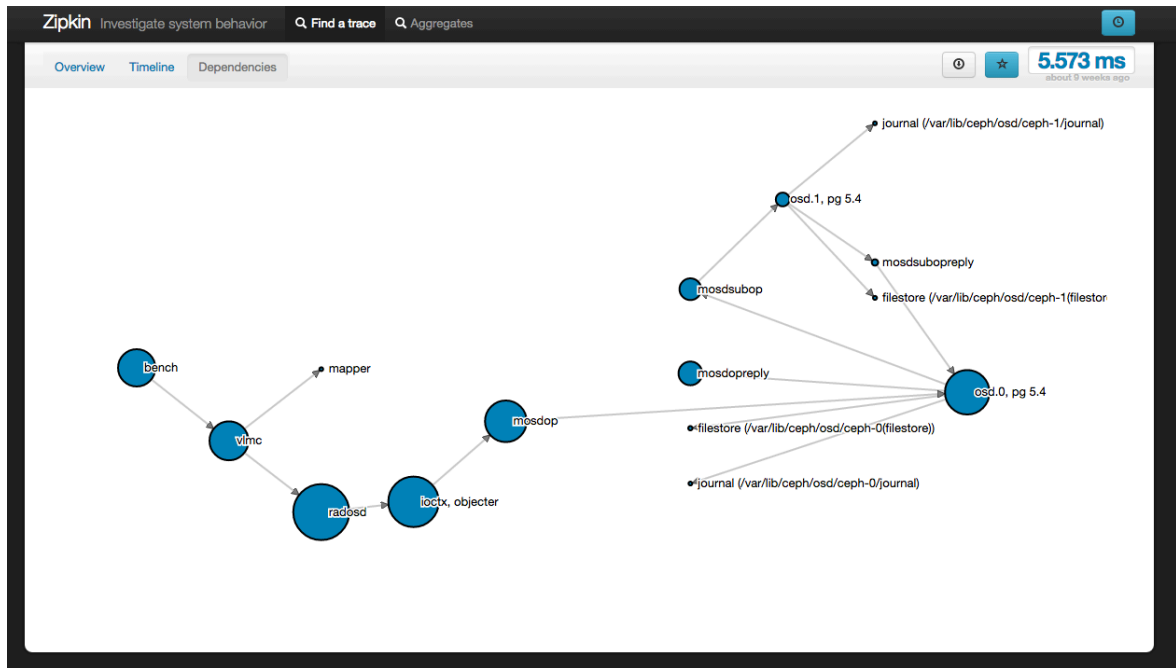 Zipkin Investigate system behavior Find a trace Aggregates
Overview Timeline Dependencies 5.573 ms
about 9 weeks ago
journal (/var/lib/ceph/osd/ceph-1/journal)
osd.1, pg 5.4
mosdsubopreply
mosdsubop
filestore (/var/lib/ceph/osd/ceph-1(filestor
bench
mapper
mosdopreply
osd.0, pg 5.4
mosdop
filestore (/var/lib/ceph/osd/ceph-0(filestore))
vlmc
journal (/var/lib/ceph/osd/ceph-0/journal)
ioctx, objecter
radosd